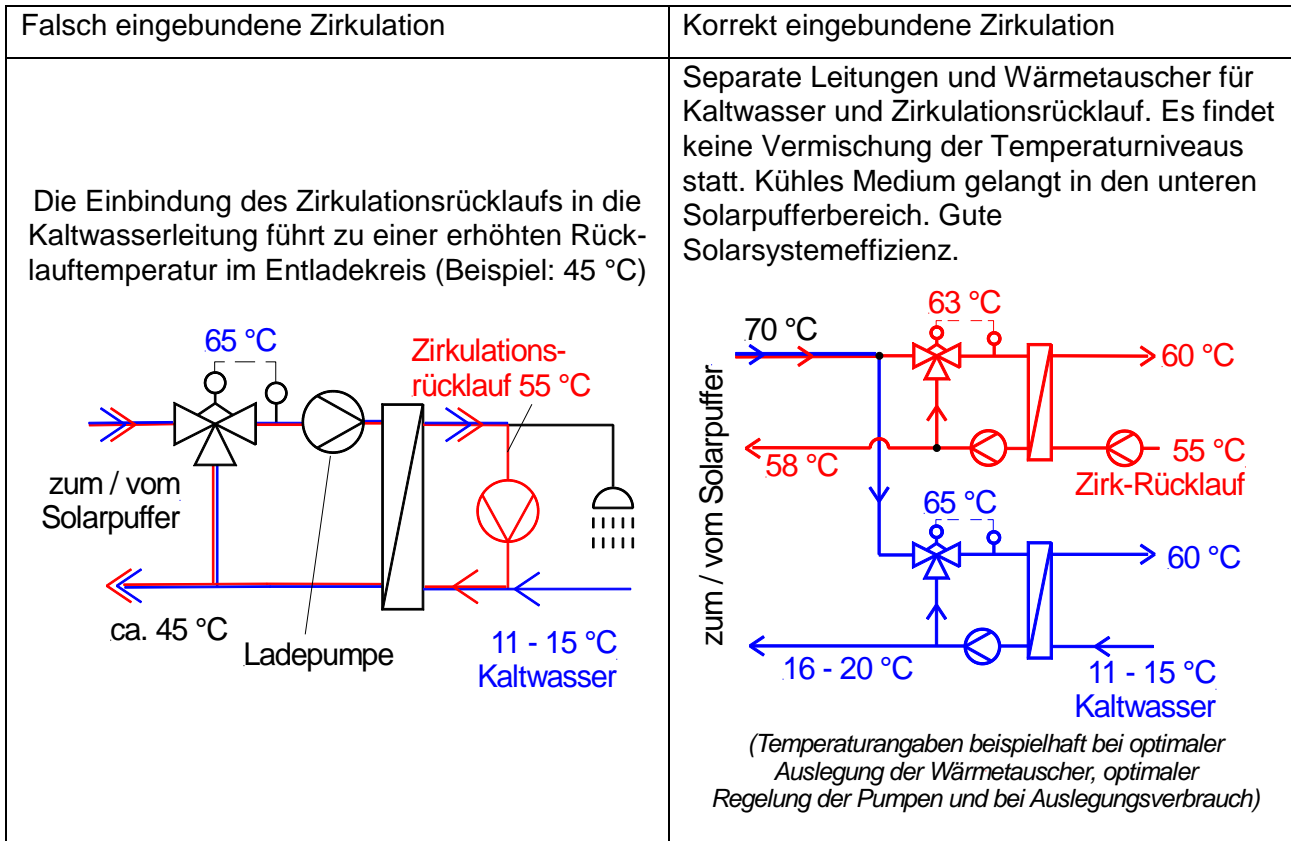 Falsch eingebundene Zirkulation
Korrekt eingebundene Zirkulation
Die Einbindung des Zirkulationsrücklaufs in die
Kaltwasserleitung führt zu einer erhöhten Rück-
lauftemperatur im Entladekreis (Beispiel: 45 °C)
65 °C
Zirkulations-
rücklauf 55 °C
zum / vom
Solarpuffer
ca. 45 °C
Ladepumpe
11 - 15 °C
Kaltwasser
Separate Leitungen und Wärmetauscher für
Kaltwasser und Zirkulationsrücklauf. Es findet
keine Vermischung der Temperaturniveaus
statt. Kühles Medium gelangt in den unteren
Solarpufferbereich. Gute
Solarsystemeffizienz.
63 °C
70 °C
60 °C
58 °C
55 °C
Zirk-Rücklauf
zum / vom Solarpuffer
65 °C
60 °C
16 - 20 °C
11 - 15 °C
Kaltwasser
(Temperaturangaben beispielhaft bei optimaler
Auslegung der Wärmetauscher, optimaler
Regelung der Pumpen und bei Auslegungsverbrauch)